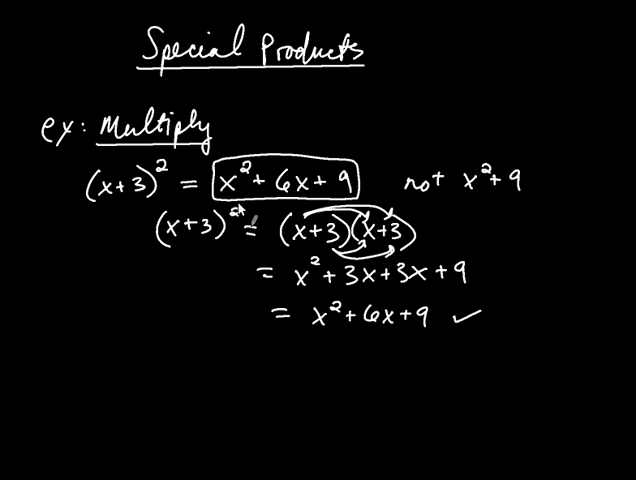 Special Products
ex: Multiply
(x+3)² = x² + 6x + 9 not x² + 9
(x+3)² = (x+3)(x+3)
= x² + 3x + 3x + 9
= x² + 6x + 9 ✓